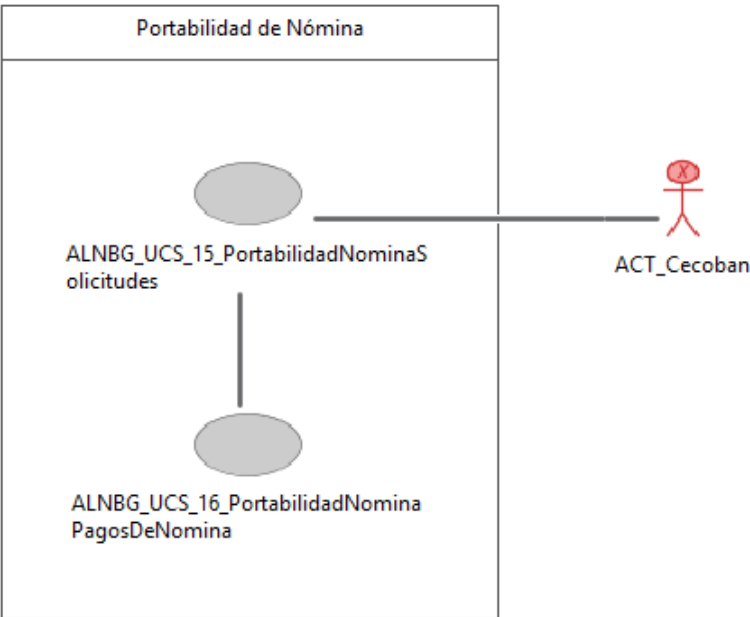 Portabilidad de Nómina
ALNBG_UCS_15_PortabilidadNominaS
olicitudes
X
ACT_Cecoban
ALNBG_UCS_16_PortabilidadNomina
PagosDeNomina